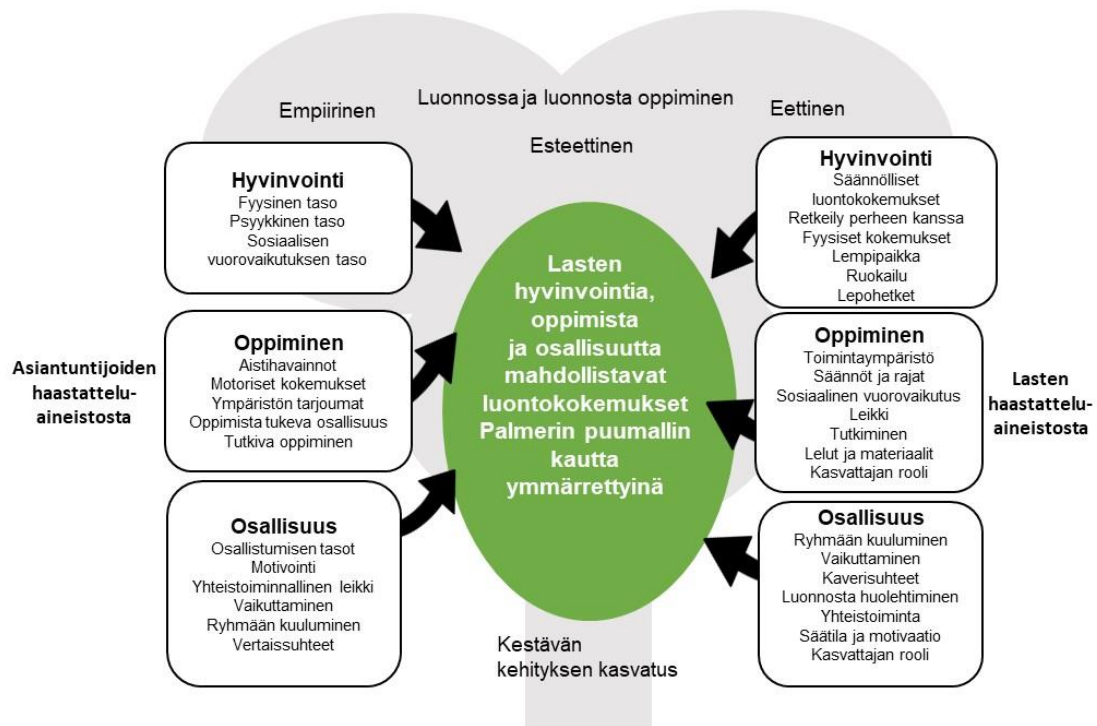 Luonnossa ja luonnosta oppiminen
Empiirinen
Eettinen
Esteettinen
Asiantuntijoiden
haastattelu-
aineistosta
Hyvinvointi
Fyysinen taso
Psyykkinen taso
Sosiaalisen
vuorovaikutuksen taso
Oppiminen
Aistihavainnot
Motoriset kokemukset
Ympäristön tarjoumat
Oppimista tukeva osallisuus
Tutkiva oppiminen
Osallisuus
Osallistumisen tasot
Motivointi
Yhteistoiminnallinen leikki
Vaikuttaminen
Ryhmään kuuluminen
Vertaissuhteet
Lasten
hyvinvointia,
oppimista
ja osallisuutta
mahdollistavat
luontokokemukset
Palmerin puumallin
kautta
ymmärrettyinä
Kestävän
kehityksen kasvatus
Hyvinvointi
Säännölliset
luontokokemukset
Retkeily perheen kanssa
Fyysiset kokemukset
Lempipaikka
Ruokailu
Lepohetket
Oppiminen
Toimintaympäristö
Säännöt ja rajat
Sosiaalinen vuorovaikutus
Leikki
Tutkiminen
Lelut ja materiaalit
Kasvattajan rooli
Osallisuus
Ryhmään kuuluminen
Vaikuttaminen
Kaverisuhteet
Luonnosta huolehtiminen
Yhteistoiminta
Säätila ja motivaatio
Kasvattajan rooli
Lasten
haastattelu-
aineistosta